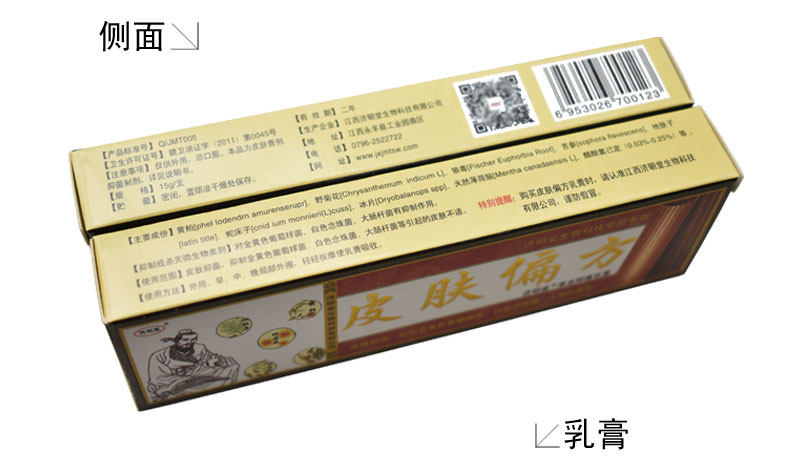 侧面
【产品标准号】 Q/JMT005
【卫生许可证号】赣卫消证字（2011）第0045号
【注意事项】仅供外用，忌口服。本品为皮肤膏剂
抑菌制剂，详见说明书。
【规 格】 15g/支
【贮 藏】 密闭，置阴凉干燥处保存。
【有 效 期】二年
【生产企业】江西济明堂生物科技有限公司
【地 址】江西永丰县工业园南区
【电 话】0796-2522722
【网 址】www.jxjmtsw.com
6953026700123
【主要成份】黄柏[phel lodendrn amurenserup]、野菊花[Chrysanthemum indicum L]、狼毒[Fischer Euphorbia Root]、苦参[sophora flavescens]、地肤子
[latin title]、蛇床子[cnid ium monnieri(L)cuss]、冰片[Dryobalanops spp]、天然薄荷脑[Mentha canadsensis L]、醋酸氯己定（0.03%-0.25%）等。
【抑制或杀灭微生物类别】对金黄色葡萄球菌、白色念珠菌、大肠杆菌有抑制作用。
【使用范围】皮肤抑菌，抑制金黄色葡萄球菌、白色念珠菌、大肠杆菌等引起的皮肤不适。
【使用方法】外用，早、中、晚局部外擦，轻轻按摩使乳膏吸收。
特别提醒：购买皮肤偏方乳膏时，请认准江西济明堂生物科技
有限公司，谨防假冒。
皮肤偏方
乳膏